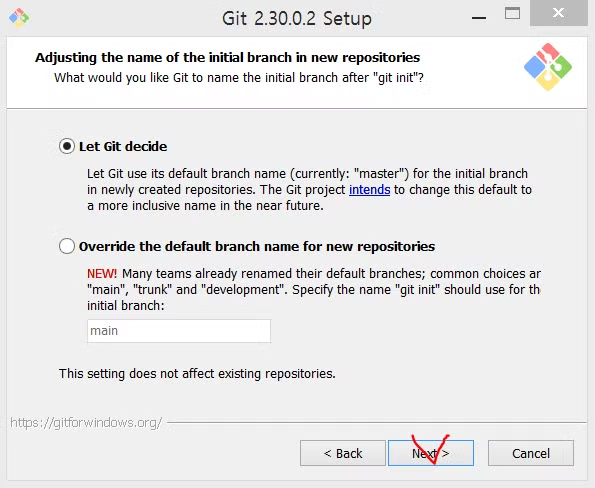 Git 2.30.0.2 Setup
Adjusting the name of the initial branch in new repositories
What would you like Git to name the initial branch after "git init"?
Let Git decide
Let Git use its default branch name (currently: "master") for the initial branch
in newly created repositories. The Git project intends to change this default to
a more inclusive name in the near future.
Override the default branch name for new repositories
NEW! Many teams already renamed their default branches; common choices ar
"main", "trunk" and "development". Specify the name "git init" should use for the
initial branch:
main
This setting does not affect existing repositories.
https://gitforwindows.org/
< Back
Next >
Cancel